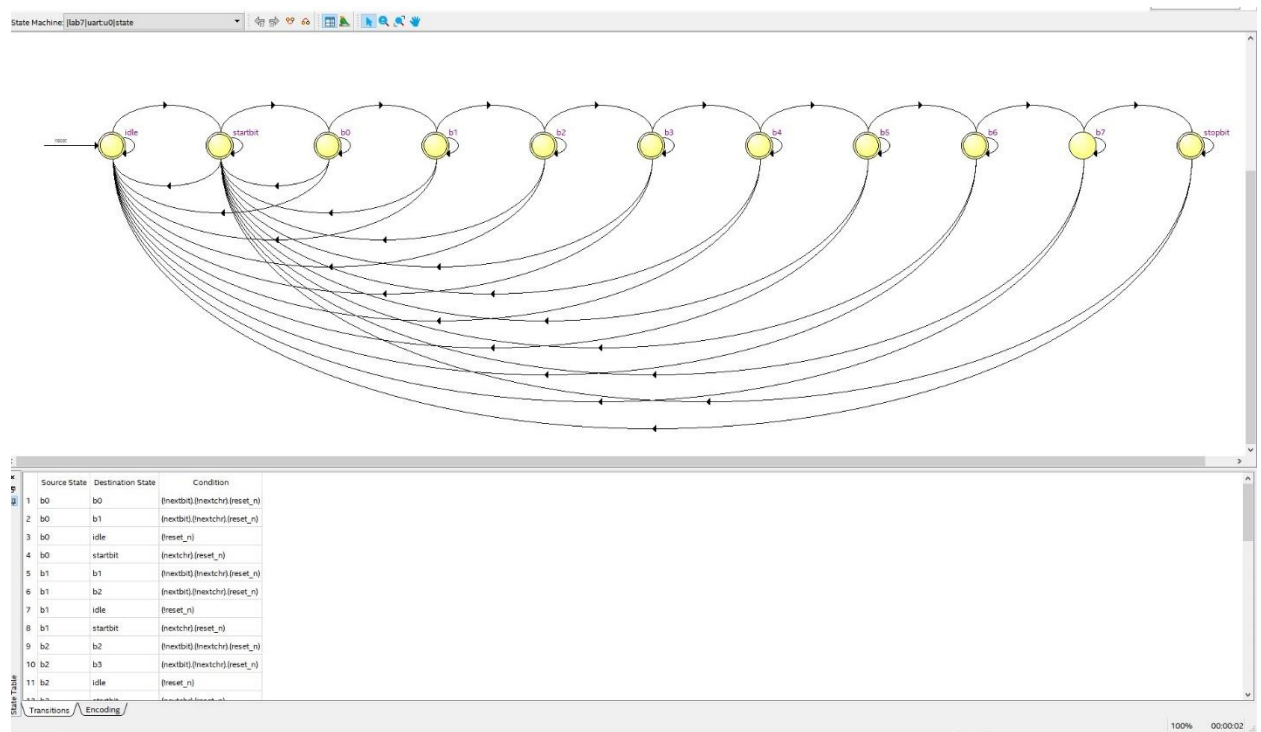 State Machine: |lab7|uart:u0|state
reset
idle
startbit
b0
b1
b2
b3
b4
b5
b6
b7
stopbit
Source State Destination State Condition
1 b0 b0 (!nextbit).(!nextchr).(reset_n)
2 b0 b1 (nextbit).(!nextchr).(reset_n)
3 b0 idle (!reset_n)
4 b0 startbit (nextchr).(reset_n)
5 b1 b1 (!nextbit).(!nextchr).(reset_n)
6 b1 b2 (nextbit).(!nextchr).(reset_n)
7 b1 idle (!reset_n)
8 b1 startbit (nextchr).(reset_n)
9 b2 b2 (!nextbit).(!nextchr).(reset_n)
10 b2 b3 (nextbit).(!nextchr).(reset_n)
11 b2 idle (!reset_n)
State Table
Transitions Encoding
100% 00:00:02